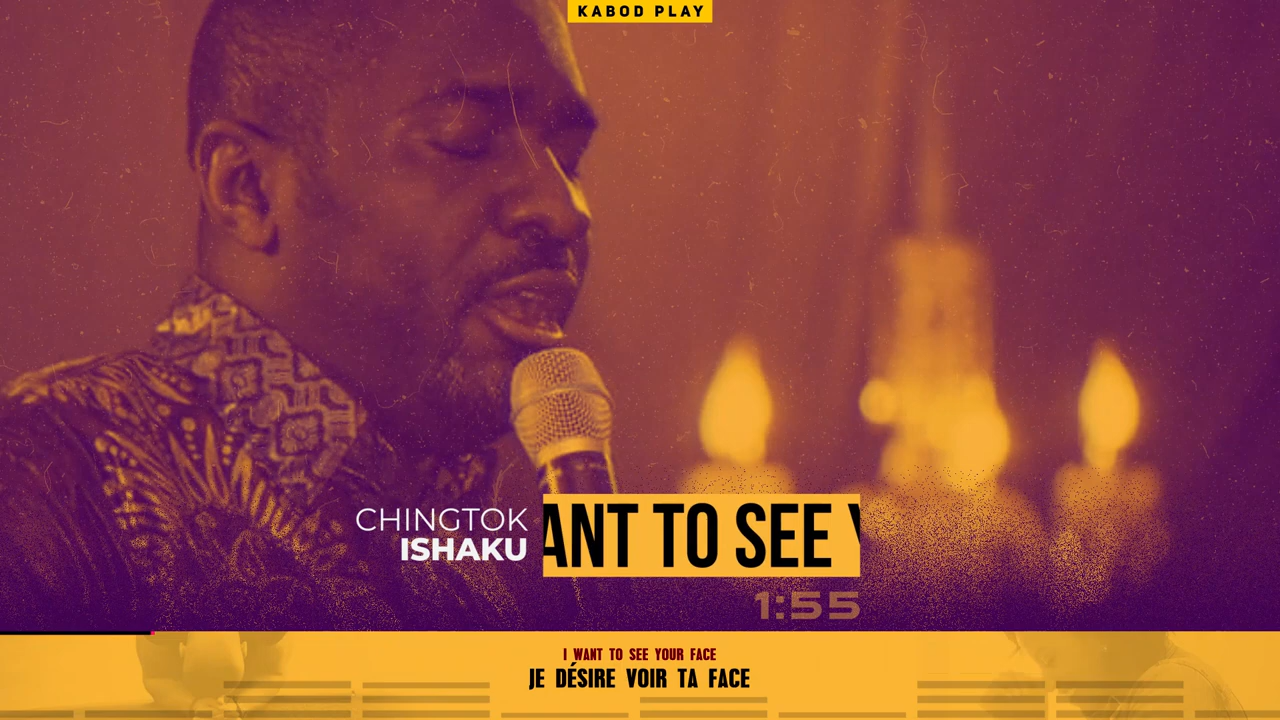 KABOD PLAY
CHINGTOK
ISHAKU
ANT TO SEE
1:55
I WANT TO SEE YOUR FACE
JE DÉSIRE VOIR TA FACE